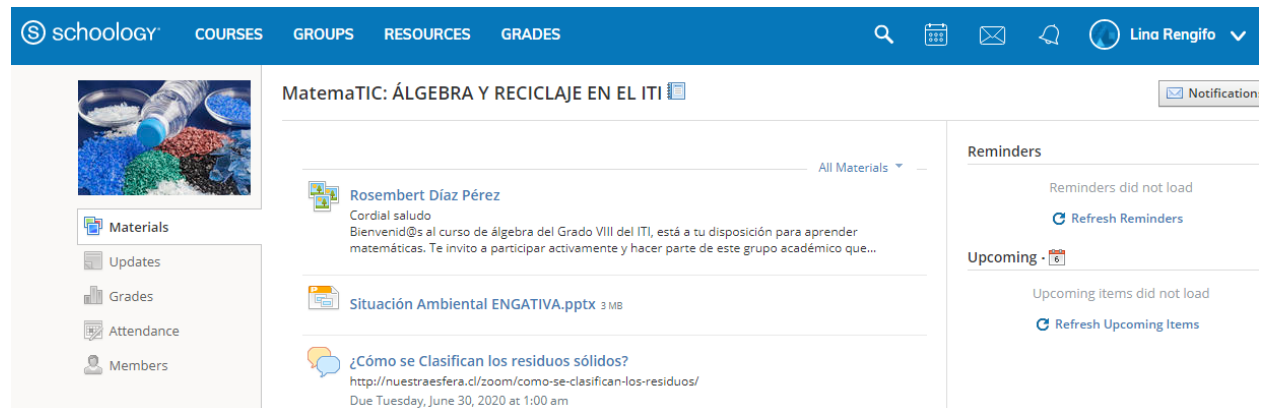 schoology COURSES GROUPS RESOURCES GRADES Lina Rengifo
MatemaTIC: ÁLGEBRA Y RECICLAJE EN EL ITI
Notifications
Materials
Updates
Grades
Attendance
Members
All Materials
Rosembert Díaz Pérez
Cordial saludo
Bienvenid@s al curso de álgebra del Grado VIII del ITI, está a tu disposición para aprender
matemáticas. Te invito a participar activamente y hacer parte de este grupo académico que...
Situación Ambiental ENGATIVA.pptx 3 MB
¿Cómo se Clasifican los residuos sólidos?
http://nuestraesfera.cl/zoom/como-se-clasifican-los-residuos/
Due Tuesday, June 30, 2020 at 1:00 am
Reminders
Reminders did not load
Refresh Reminders
Upcoming · 6
Upcoming items did not load
Refresh Upcoming Items